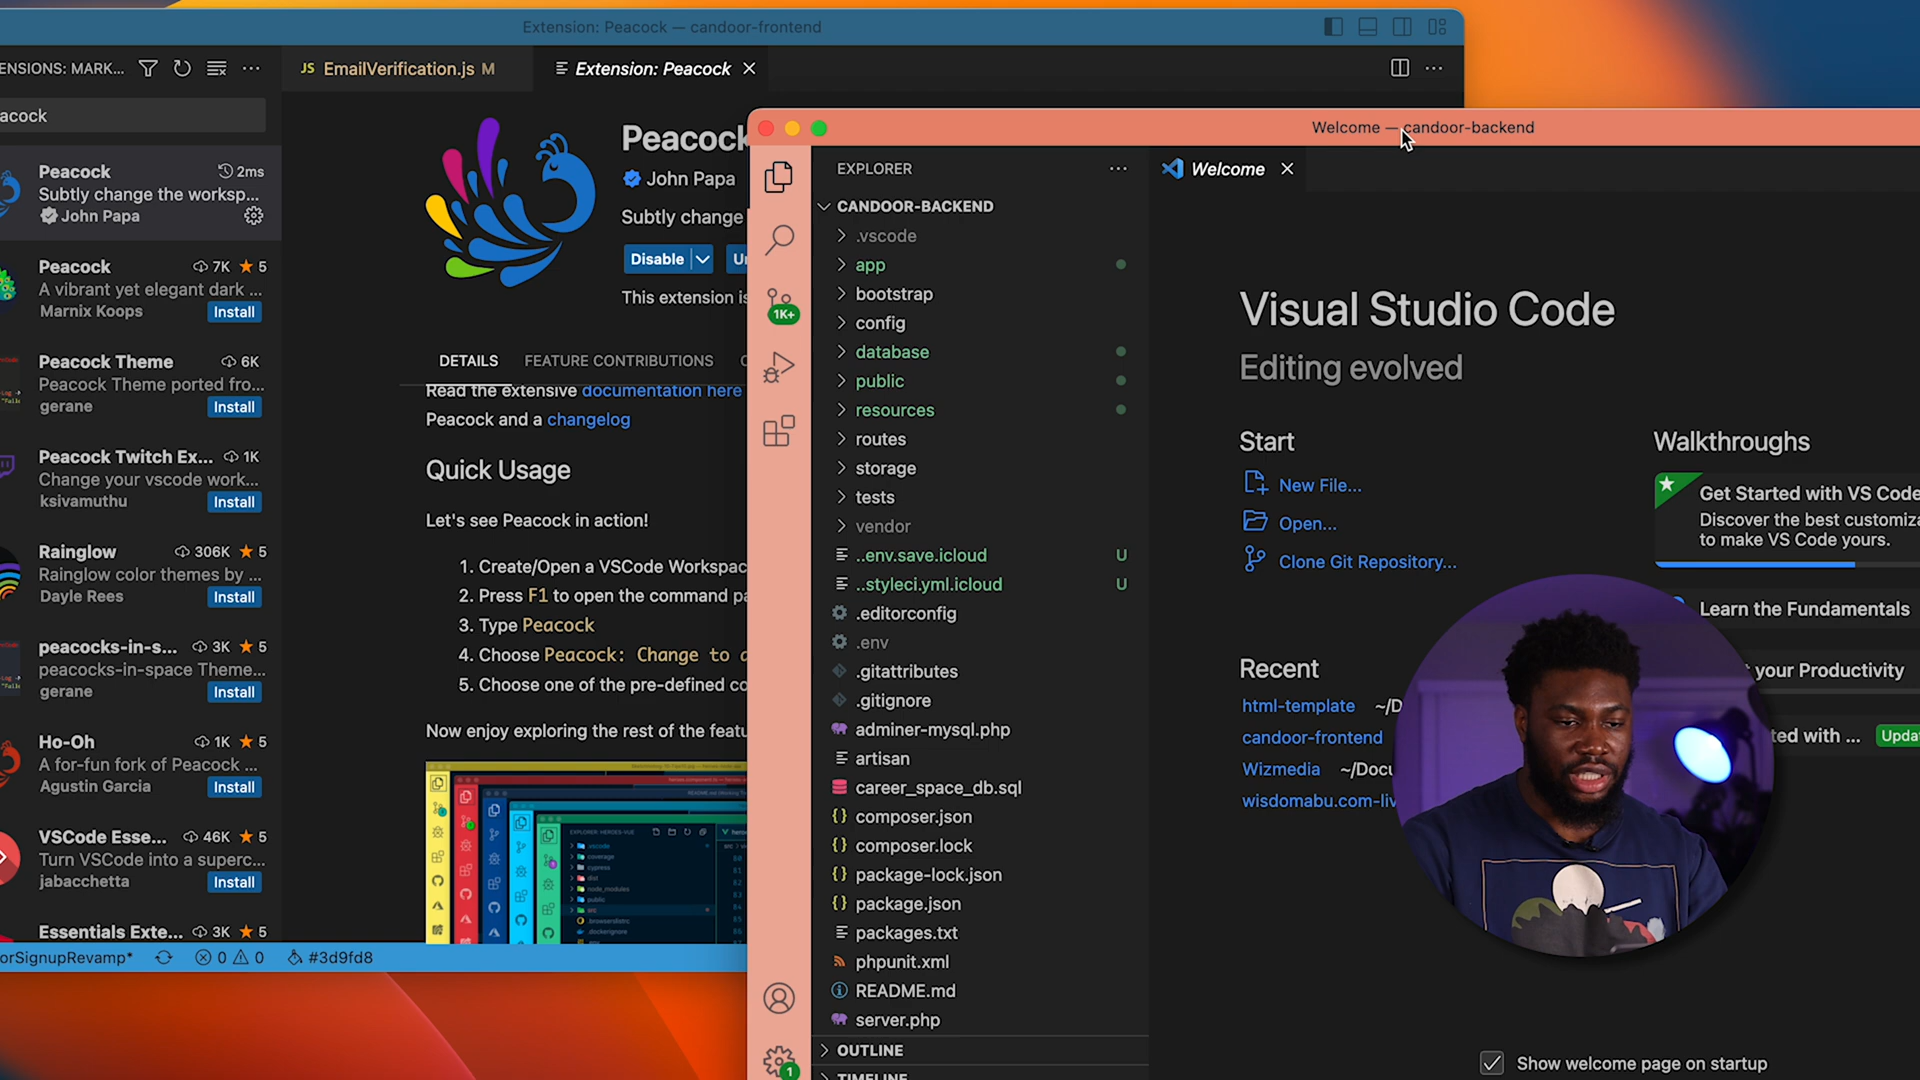 Extension: Peacock — candoor-frontend
ENSIONS: MARK...
JS EmailVerification.js M
Extension: Peacock
acock
Peacock
2ms
Subtly change the worksp...
John Papa
Peacock
7K ★ 5
A vibrant yet elegant dark ...
Marnix Koops
Install
Peacock Theme
6K
Peacock Theme ported fro...
gerane
Install
Peacock Twitch Ex...
1K
Change your vscode work...
ksivamuthu
Install
Rainglow
306K ★ 5
Rainglow color themes by ...
Dayle Rees
Install
peacocks-in-s...
3K ★ 5
peacocks-in-space Theme...
gerane
Install
Ho-Oh
1K ★ 5
A for-fun fork of Peacock ...
Agustin Garcia
Install
VSCode Esse...
46K ★ 5
Turn VSCode into a superc...
jabacchetta
Install
Essentials Exte...
3K ★ 5
orSignupRevamp*
0
0
#3d9fd8
Peacock
John Papa
Subtly change
Disable
Un
This extension is
DETAILS
FEATURE CONTRIBUTIONS
Read the extensive documentation here
Peacock and a changelog
Quick Usage
Let's see Peacock in action!
1. Create/Open a VSCode Workspac
2. Press F1 to open the command pa
3. Type Peacock
4. Choose Peacock: Change to a
5. Choose one of the pre-defined co
Now enjoy exploring the rest of the featu
Welcome — candoor-backend
EXPLORER
Welcome
CANDOOR-BACKEND
.vscode
app
bootstrap
config
database
public
resources
routes
storage
tests
vendor
..env.save.icloud U
..styleci.yml.icloud U
.editorconfig
.env
.gitattributes
.gitignore
adminer-mysql.php
artisan
career_space_db.sql
composer.json
composer.lock
package-lock.json
package.json
packages.txt
phpunit.xml
README.md
server.php
OUTLINE
TIMELINE
1K+
1
Visual Studio Code
Editing evolved
Start
New File...
Open...
Clone Git Repository...
Recent
html-template ~/D
candoor-frontend
Wizmedia ~/Docu
wisdomabu.com-liv
Walkthroughs
Get Started with VS Code
Discover the best customiza
to make VS Code yours.
Learn the Fundamentals
your Productivity
ted with ...
Updat
Show welcome page on startup